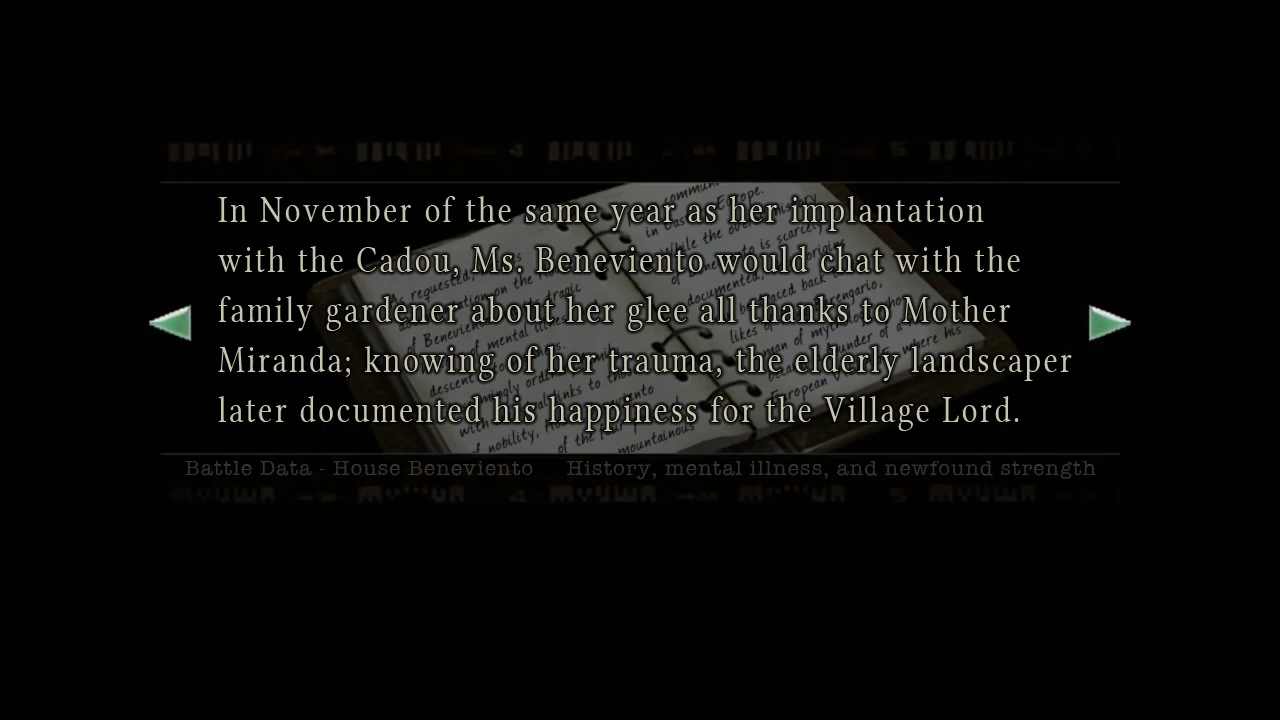 In November of the same year as her implantation
with the Cadou, Ms. Beneviento would chat with the
family gardener about her glee all thanks to Mother
Miranda; knowing of her trauma, the elderly landscaper
later documented his happiness for the Village Lord.
Battle Data - House Beneviento History, mental illness, and newfound strength